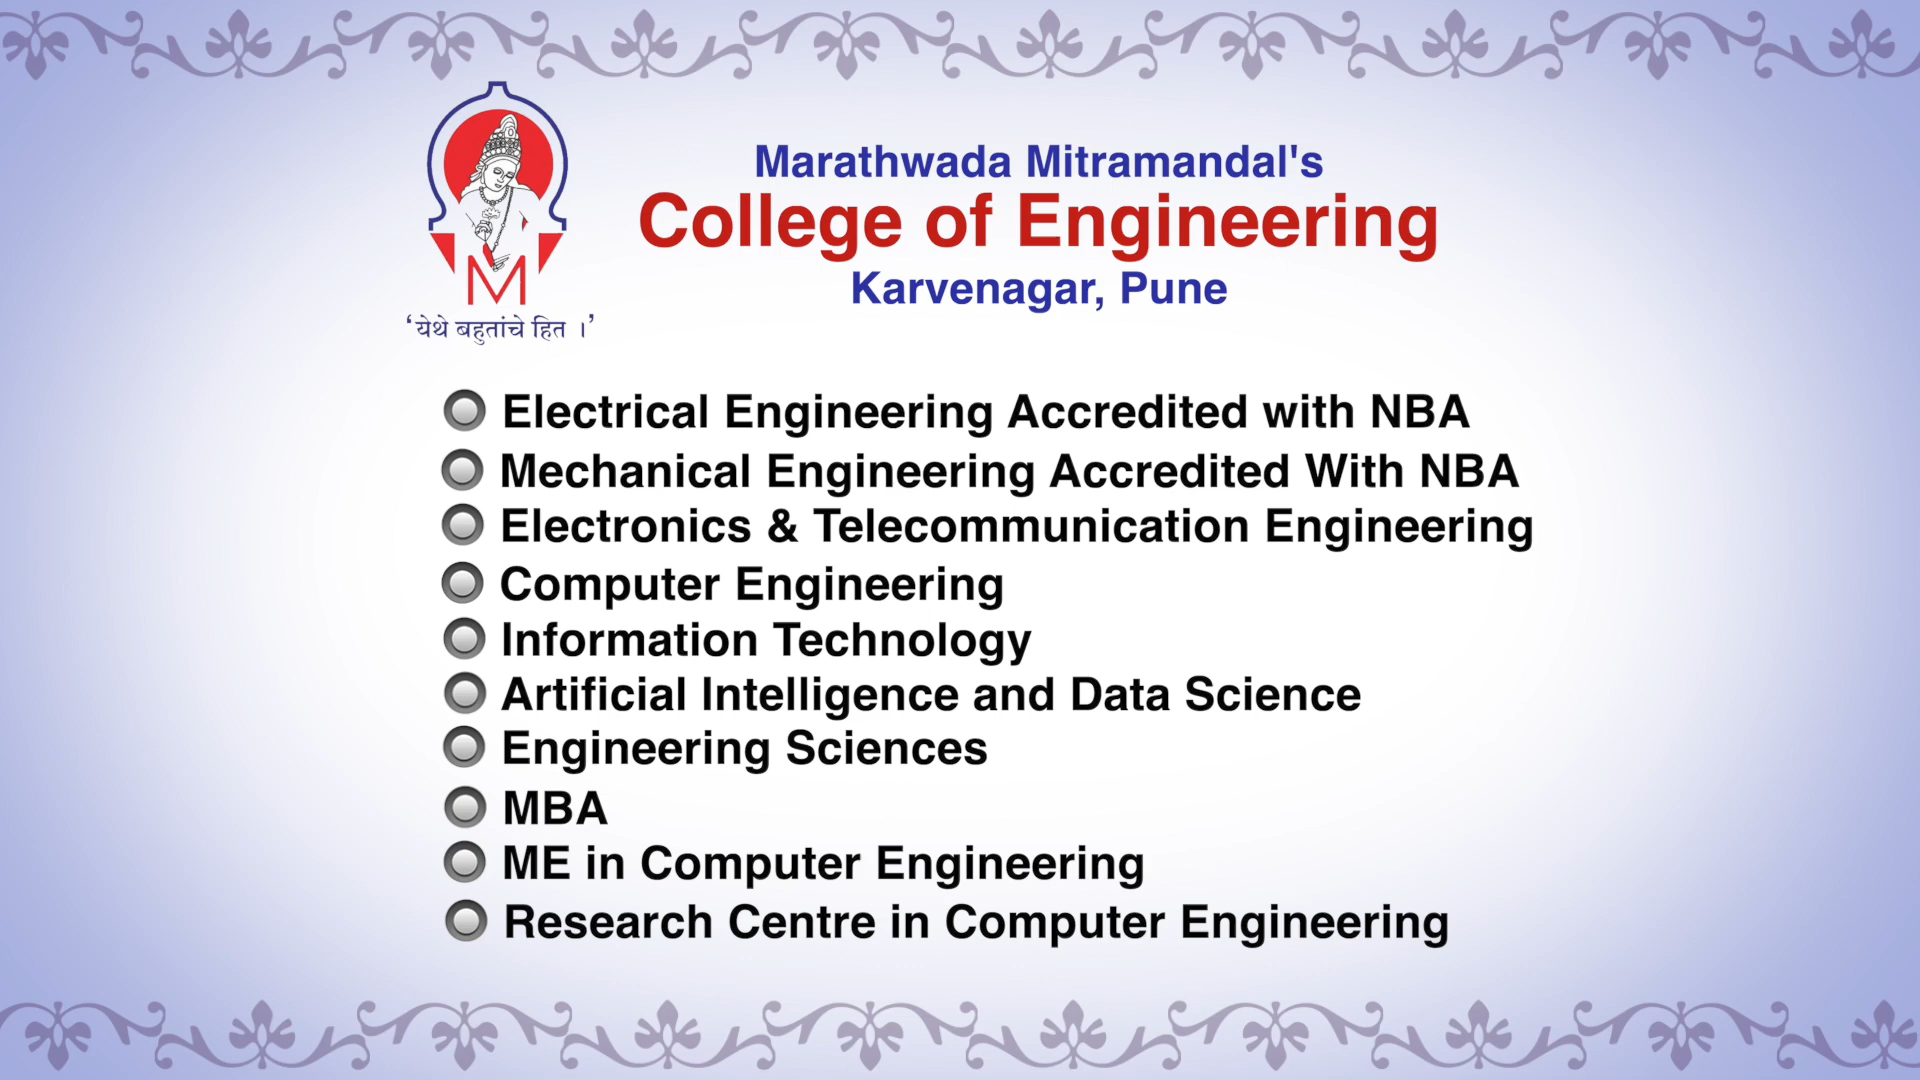 Marathwada Mitramandal's
College of Engineering
Karvenagar, Pune
M
‘येथे बहुतांचे हित ।’
Electrical Engineering Accredited with NBA
Mechanical Engineering Accredited With NBA
Electronics & Telecommunication Engineering
Computer Engineering
Information Technology
Artificial Intelligence and Data Science
Engineering Sciences
MBA
ME in Computer Engineering
Research Centre in Computer Engineering